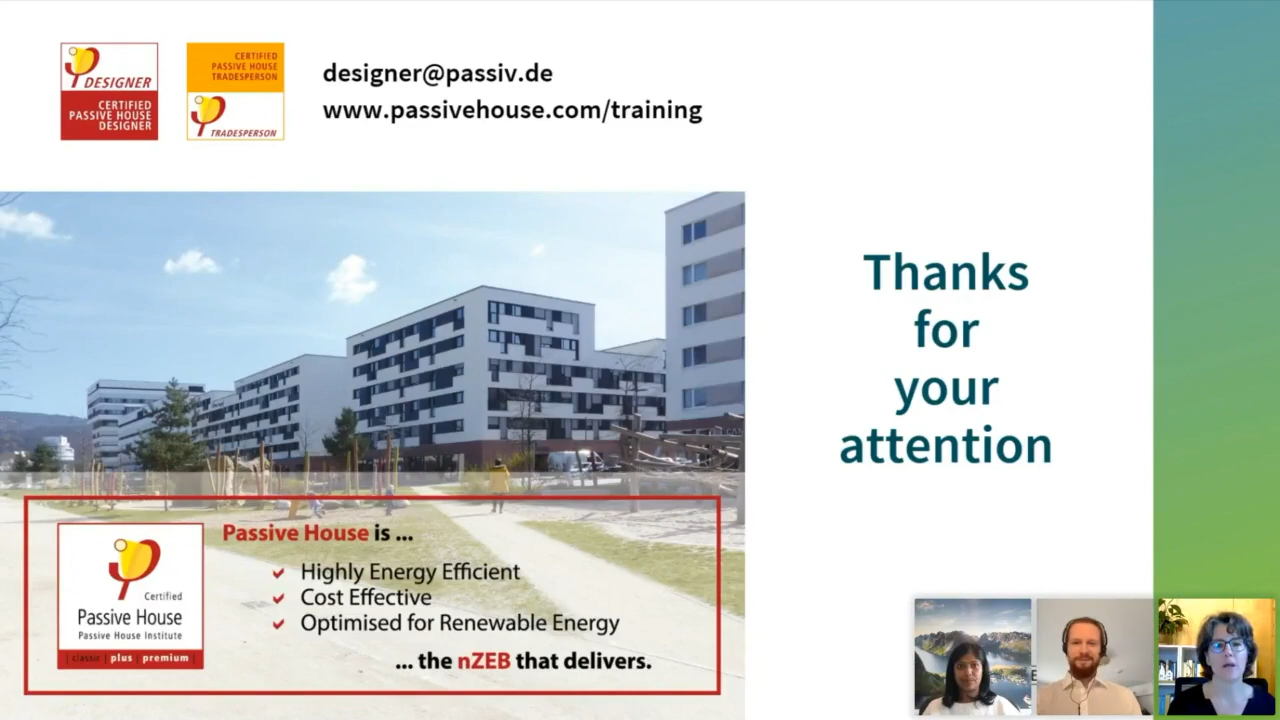 DESIGNER
CERTIFIED
PASSIVE HOUSE
DESIGNER
CERTIFIED
PASSIVE HOUSE
TRADESPERSON
TRADESPERSON
designer@passiv.de
www.passivehouse.com/training
Thanks
for
your
attention
Passive House is ...
Highly Energy Efficient
Cost Effective
Optimised for Renewable Energy
... the nZEB that delivers.
Certified
Passive House
Passive House Institute
classic | plus | premium